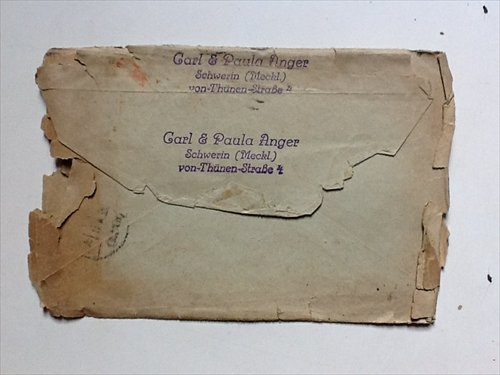 Carl & Paula Anger
Schwerin (Meckl.)
von-Thünen-Straße 4
Carl & Paula Anger
Schwerin (Meckl.)
von-Thünen-Straße 4